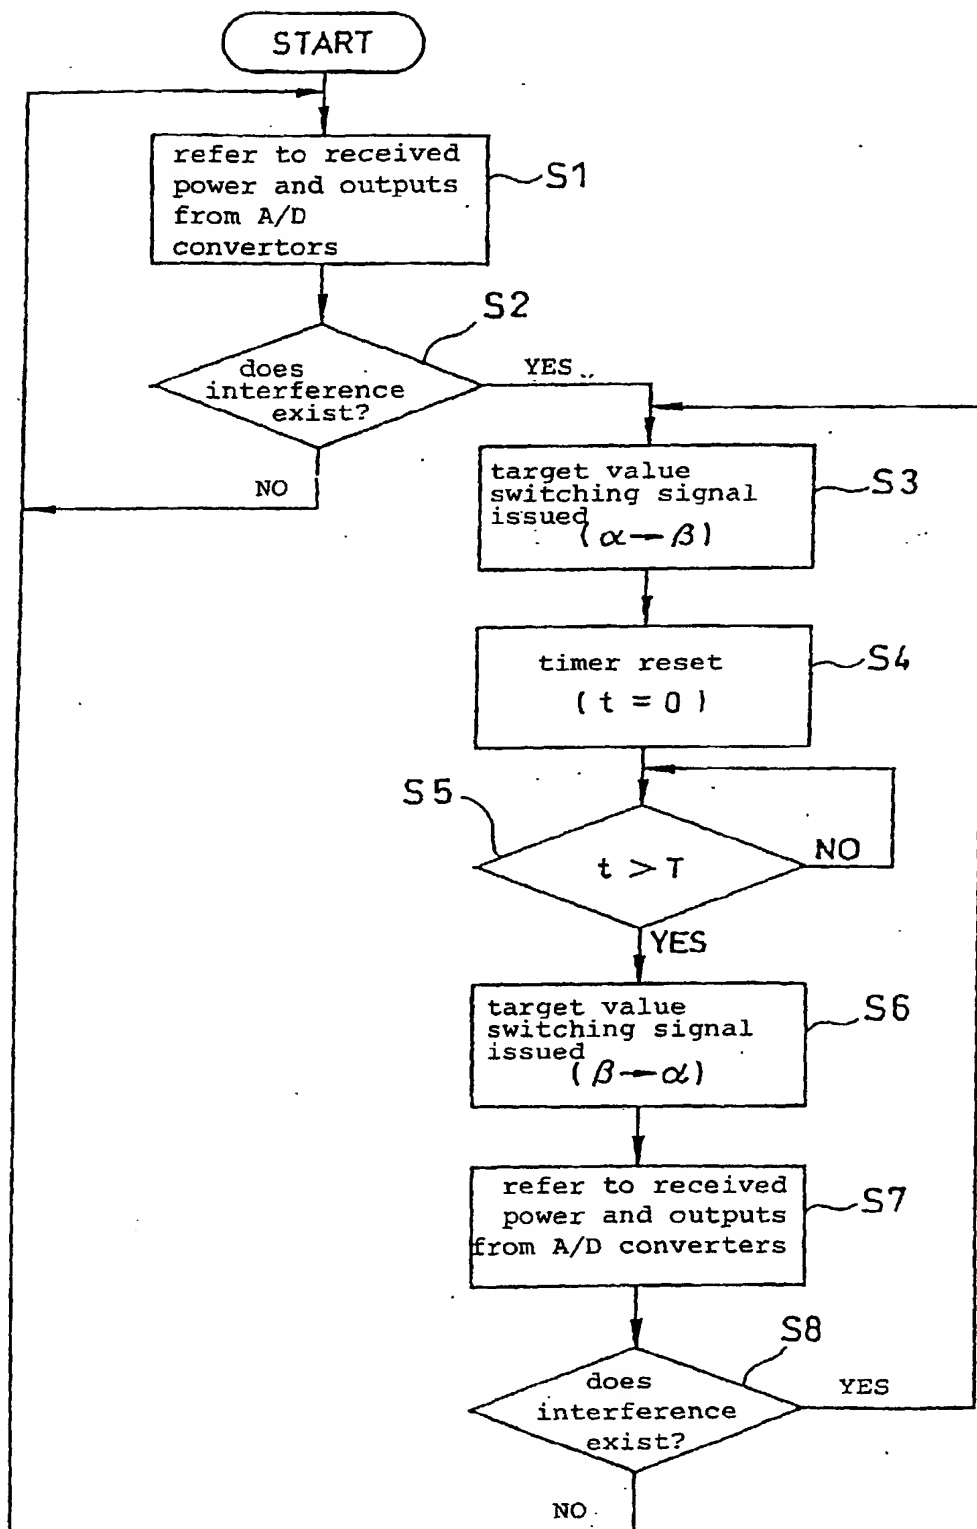 START
refer to received
power and outputs
from A/D
convertors
S1
S2
does
interference
exist?
YES
NO
target value
switching signal
issued
(α→β)
S3
timer reset
(t = 0)
S4
S5
t > T
NO
YES
target value
switching signal
issued
(β→α)
S6
refer to received
power and outputs
from A/D converters
S7
S8
does
interference
exist?
YES
NO